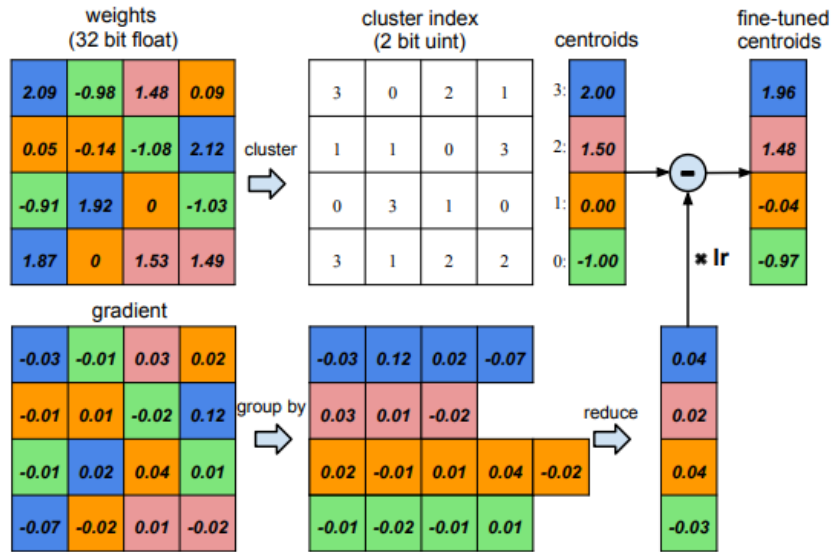 weights
(32 bit float)
cluster index
(2 bit uint)
centroids
fine-tuned
centroids
2.09 -0.98 1.48 0.09
3 0 2 1
3: 2.00
1.96
0.05 -0.14 -1.08 2.12
cluster
1 1 0 3
2: 1.50
1.48
-0.91 1.92 0 -1.03
0 3 1 0
1: 0.00
-0.04
1.87 0 1.53 1.49
3 1 2 2
0: -1.00
-0.97
× lr
gradient
-0.03 -0.01 0.03 0.02
-0.03 0.12 0.02 -0.07
0.04
-0.01 0.01 -0.02 0.12
group by
0.03 0.01 -0.02
reduce
0.02
-0.01 0.02 0.04 0.01
0.02 -0.01 0.01 0.04 -0.02
0.04
-0.07 -0.02 0.01 -0.02
-0.01 -0.02 -0.01 0.01
-0.03